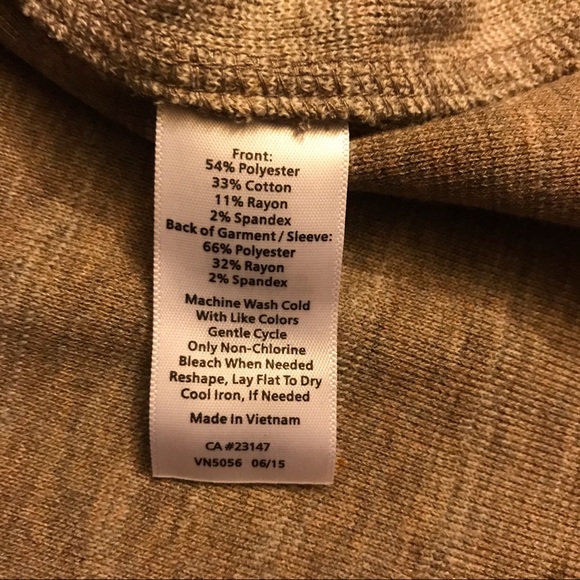 Front:
54% Polyester
33% Cotton
11% Rayon
2% Spandex
Back of Garment / Sleeve:
66% Polyester
32% Rayon
2% Spandex
Machine Wash Cold
With Like Colors
Gentle Cycle
Only Non-Chlorine
Bleach When Needed
Reshape, Lay Flat To Dry
Cool Iron, If Needed
Made In Vietnam
CA #23147
VN5056 06/15